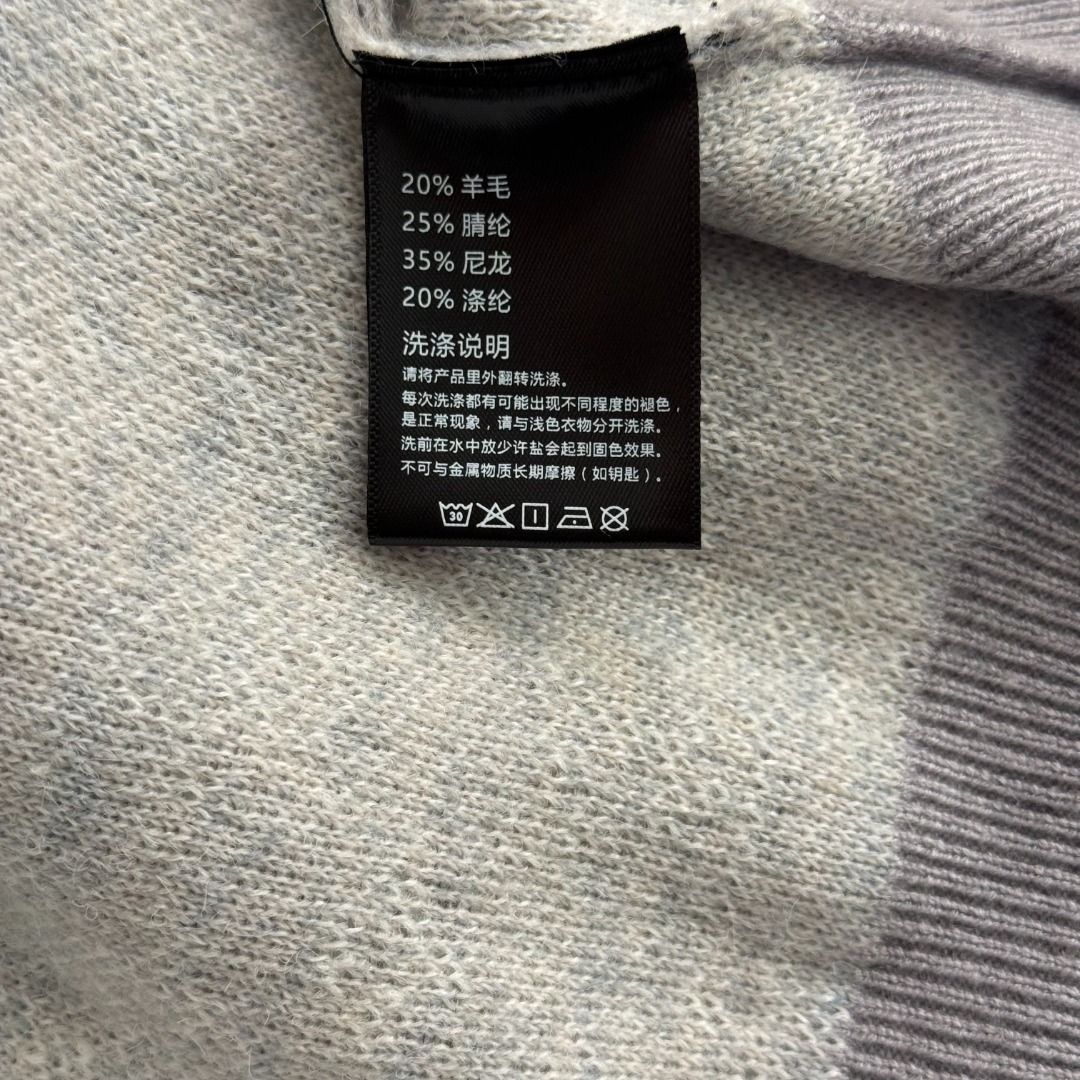 20% 羊毛
25% 腈纶
35% 尼龙
20% 涤纶
洗涤说明
请将产品里外翻转洗涤。
每次洗涤都有可能出现不同程度的褪色，
是正常现象，请与浅色衣物分开洗涤。
洗前在水中放少许盐会起到固色效果。
不可与金属物质长期摩擦（如钥匙）。
30